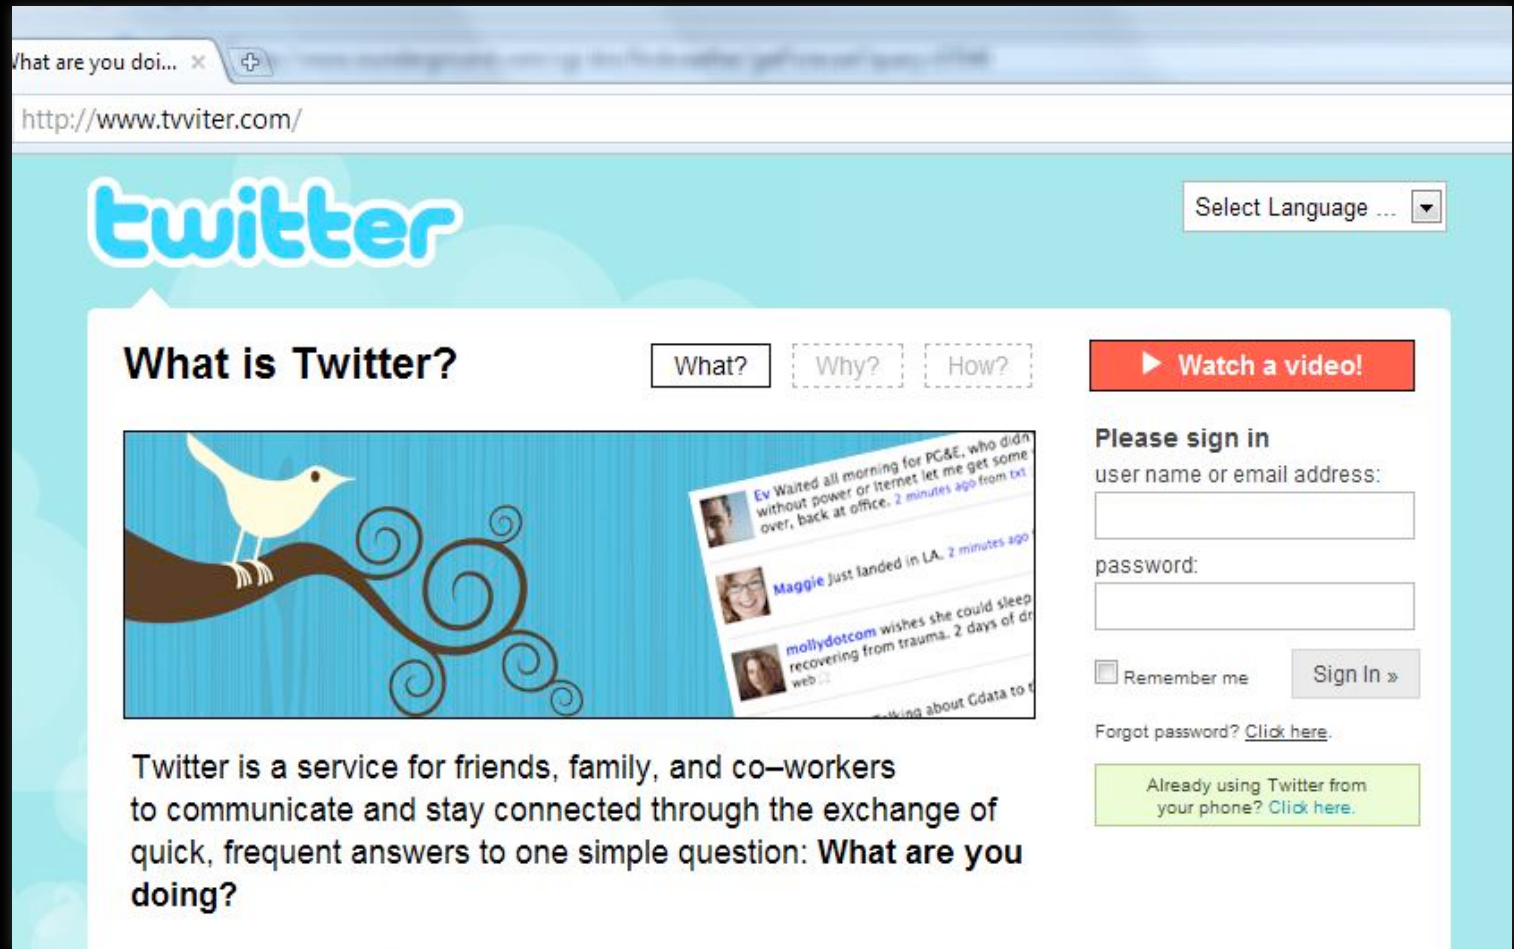 What are you doi...
http://www.tvviter.com/
twitter
Select Language ...
What is Twitter?
What? Why? How?
Watch a video!
Ev Waited all morning for PG&E, who didn
without power or Iternet let me get some
over, back at office. 2 minutes ago from txt
Maggie Just landed in LA. 2 minutes ago
mollydotcom wishes she could sleep
recovering from trauma. 2 days of dr
web
Talking about Gdata to t
Please sign in
user name or email address:
password:
Remember me
Sign In »
Forgot password? Click here.
Already using Twitter from
your phone? Click here.
Twitter is a service for friends, family, and co–workers
to communicate and stay connected through the exchange of
quick, frequent answers to one simple question: What are you
doing?